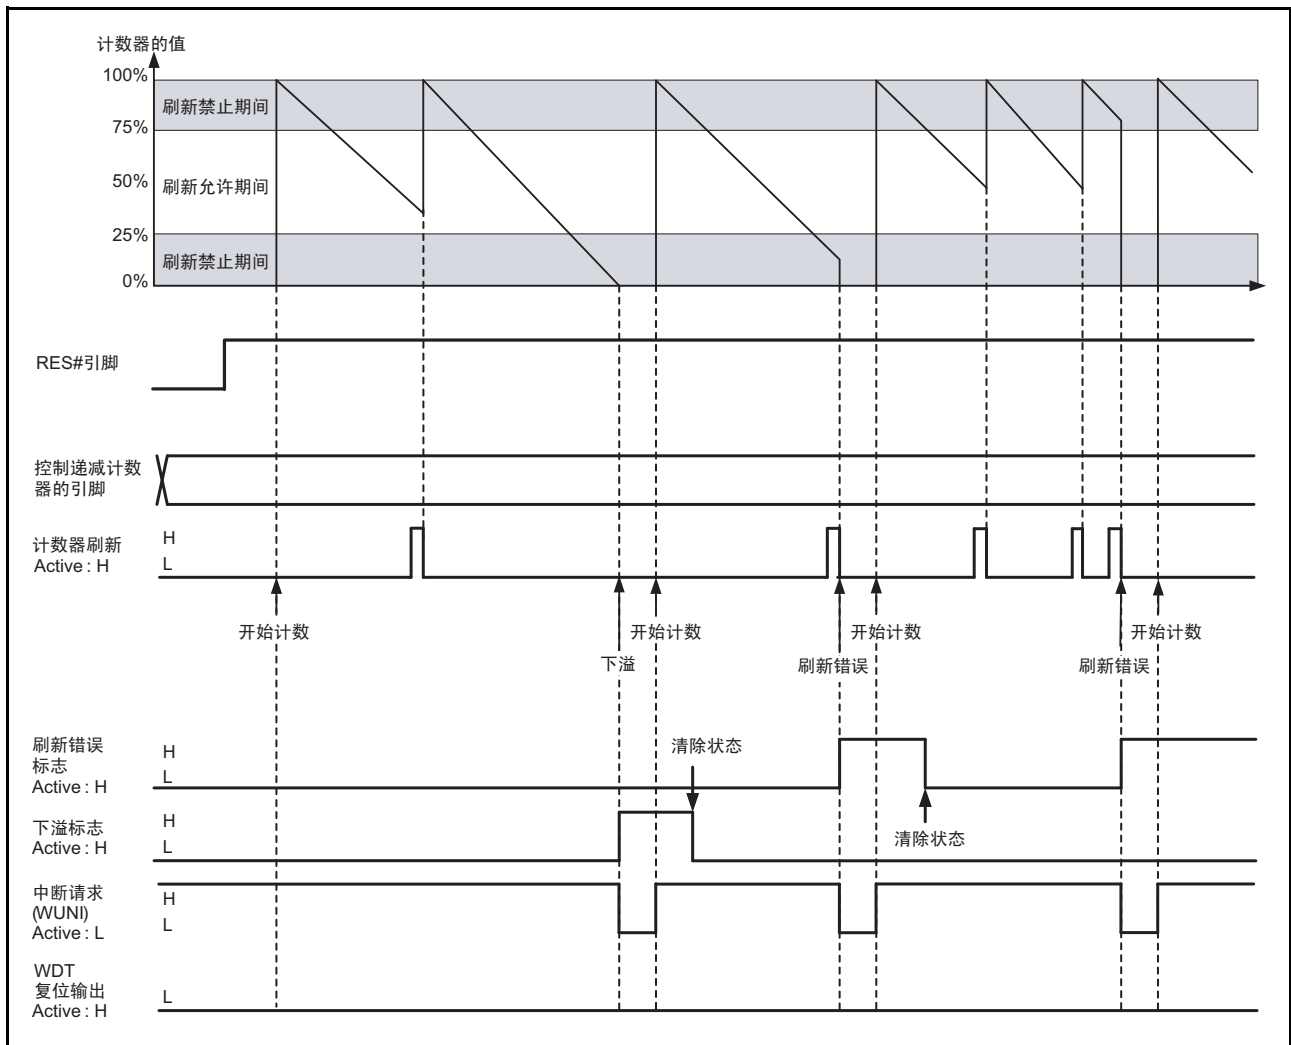 计数器的值
100%
刷新禁止期间
75%
50%
刷新允许期间
25%
刷新禁止期间
0%
RES#引脚
控制递减计数
器的引脚
计数器刷新
Active : H
H
L
开始计数
开始计数
开始计数
开始计数
下溢
刷新错误
刷新错误
刷新错误
标志
Active : H
H
L
清除状态
下溢标志
Active : H
H
L
清除状态
中断请求
(WUNI)
Active : L
H
L
WDT
复位输出
Active : H
L